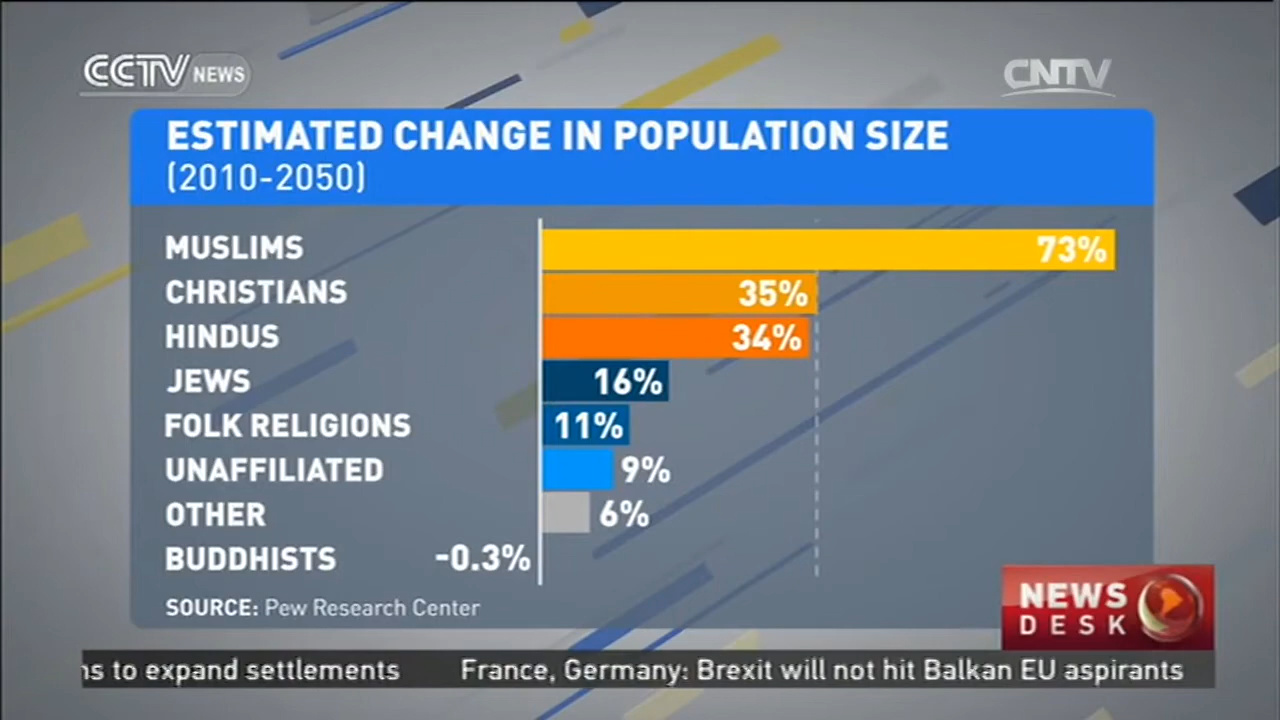 CCTV NEWS
CNTV
ESTIMATED CHANGE IN POPULATION SIZE
(2010-2050)
MUSLIMS 73%
CHRISTIANS 35%
HINDUS 34%
JEWS 16%
FOLK RELIGIONS 11%
UNAFFILIATED 9%
OTHER 6%
BUDDHISTS -0.3%
SOURCE: Pew Research Center
NEWS
DESK
to expand settlements France, Germany: Brexit will not hit Balkan EU aspirants